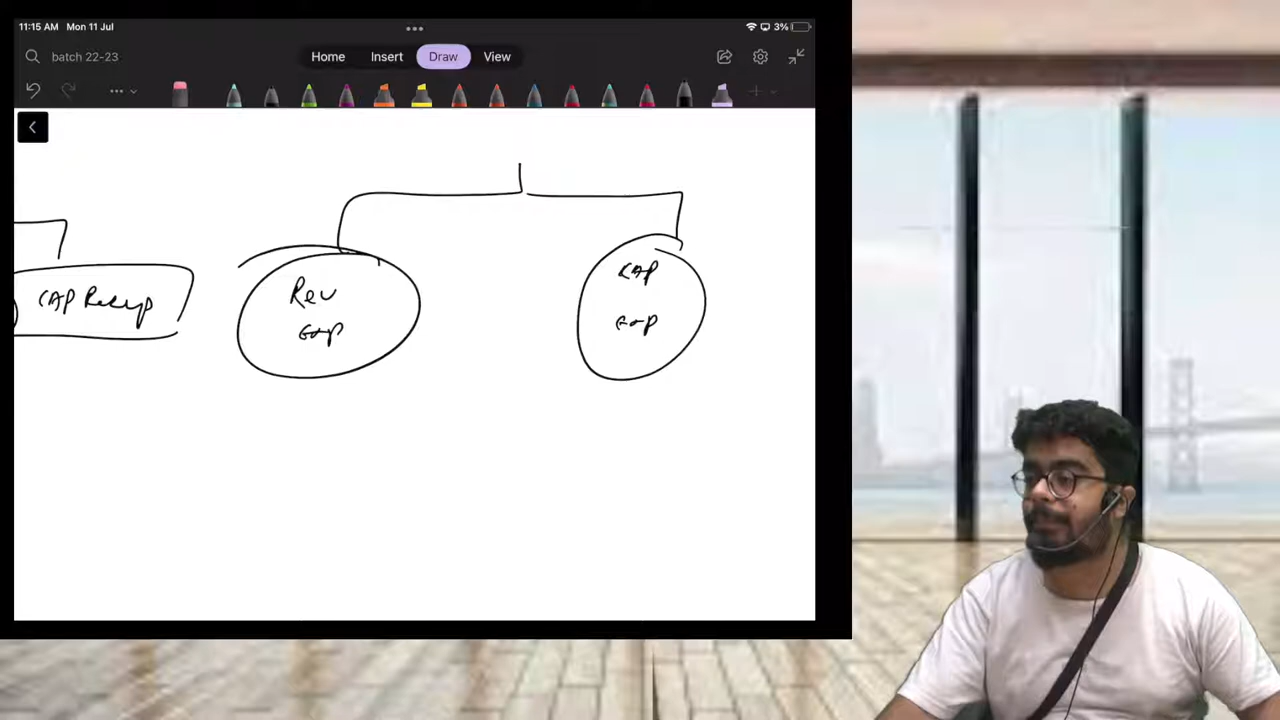 11:15 AM Mon 11 Jul
3%
batch 22-23
Home Insert Draw View
CAP Receip
Rev
Exp
CAP
Exp